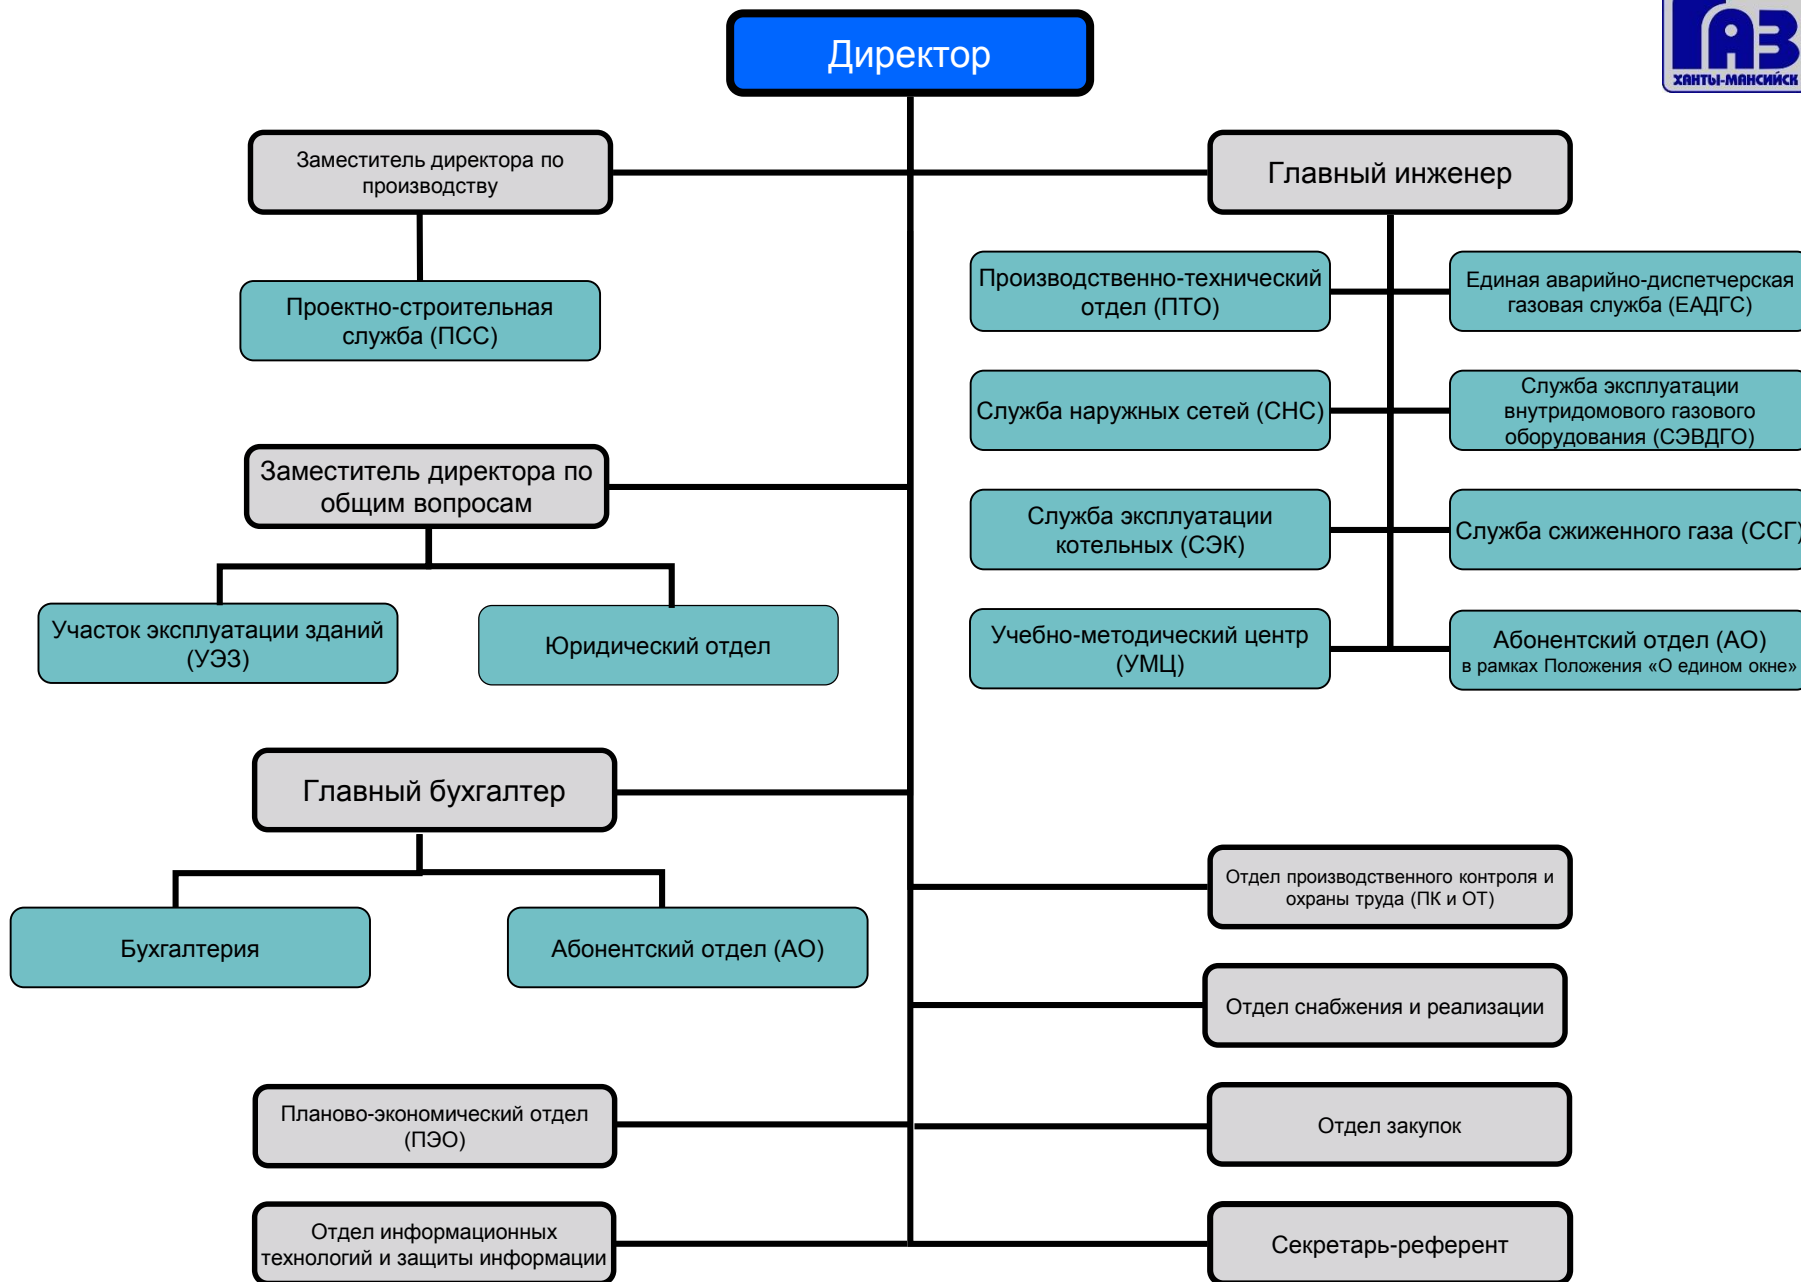 Директор
ГАЗ
ХАНТЫ-МАНСИЙСК
Заместитель директора по
производству
Главный инженер
Проектно-строительная
служба (ПСС)
Производственно-технический
отдел (ПТО)
Единая аварийно-диспетчерская
газовая служба (ЕАДГС)
Служба наружных сетей (СНС)
Служба эксплуатации
внутридомового газового
оборудования (СЭВДГО)
Заместитель директора по
общим вопросам
Служба эксплуатации
котельных (СЭК)
Служба сжиженного газа (ССГ)
Участок эксплуатации зданий
(УЭЗ)
Юридический отдел
Учебно-методический центр
(УМЦ)
Абонентский отдел (АО)
в рамках Положения «О едином окне»
Главный бухгалтер
Бухгалтерия
Абонентский отдел (АО)
Отдел производственного контроля и
охраны труда (ПК и ОТ)
Отдел снабжения и реализации
Планово-экономический отдел
(ПЭО)
Отдел закупок
Отдел информационных
технологий и защиты информации
Секретарь-референт